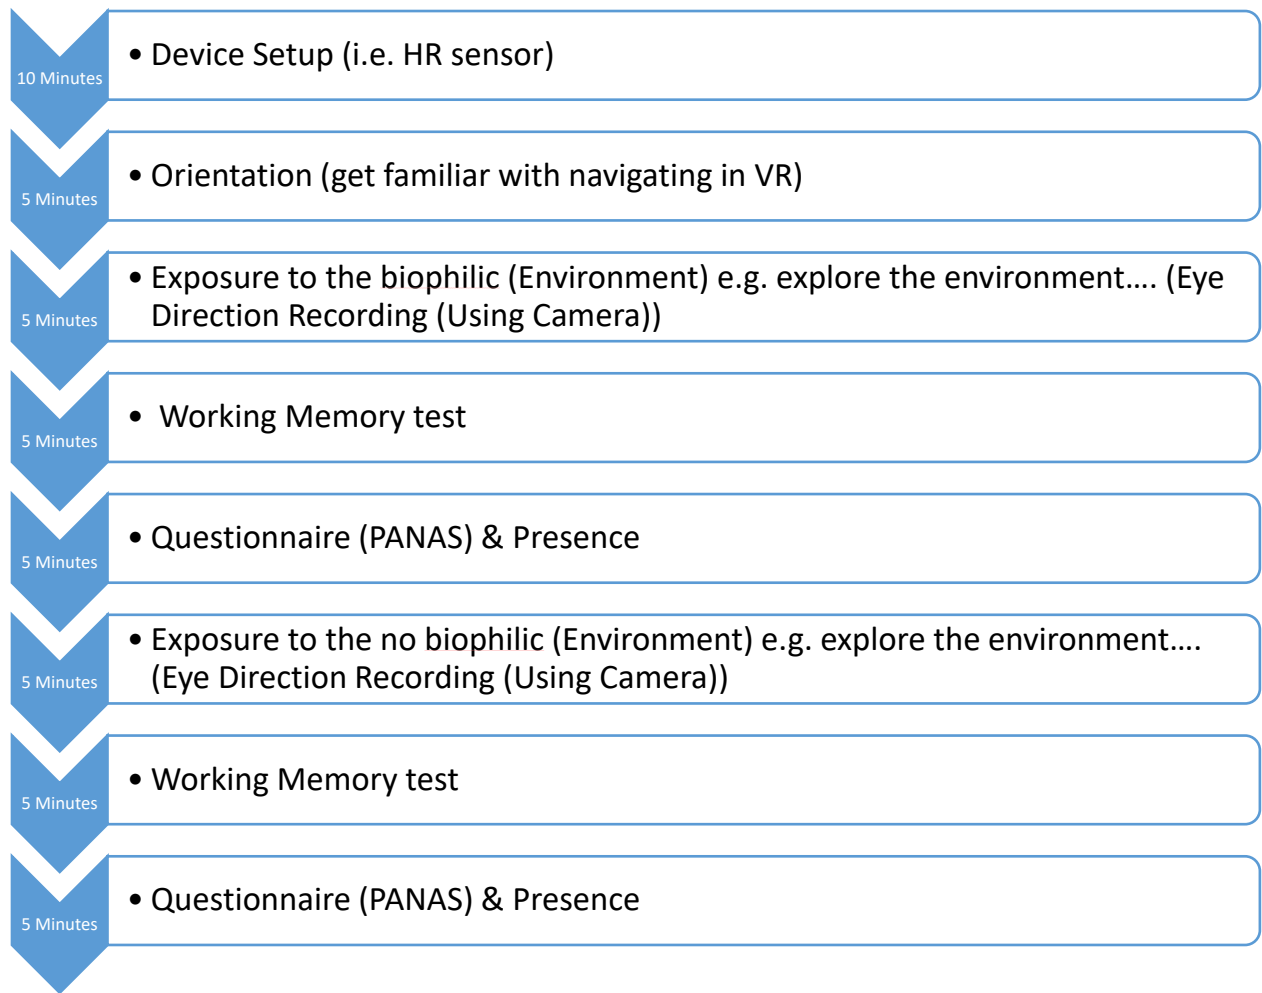 10 Minutes
• Device Setup (i.e. HR sensor)
5 Minutes
• Orientation (get familiar with navigating in VR)
5 Minutes
• Exposure to the biophilic (Environment) e.g. explore the environment.... (Eye
Direction Recording (Using Camera))
5 Minutes
• Working Memory test
5 Minutes
• Questionnaire (PANAS) & Presence
5 Minutes
• Exposure to the no biophilic (Environment) e.g. explore the environment....
(Eye Direction Recording (Using Camera))
5 Minutes
• Working Memory test
5 Minutes
• Questionnaire (PANAS) & Presence